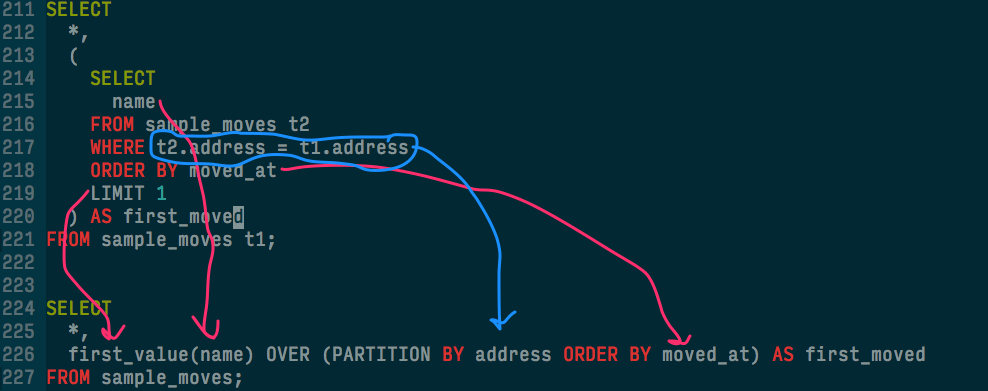 211 SELECT
212   *,
213   (
214     SELECT
215       name
216     FROM sample_moves t2
217     WHERE t2.address = t1.address
218     ORDER BY moved_at
219     LIMIT 1
220   ) AS first_moved
221 FROM sample_moves t1;
222
223
224 SELECT
225   *,
226   first_value(name) OVER (PARTITION BY address ORDER BY moved_at) AS first_moved
227 FROM sample_moves;